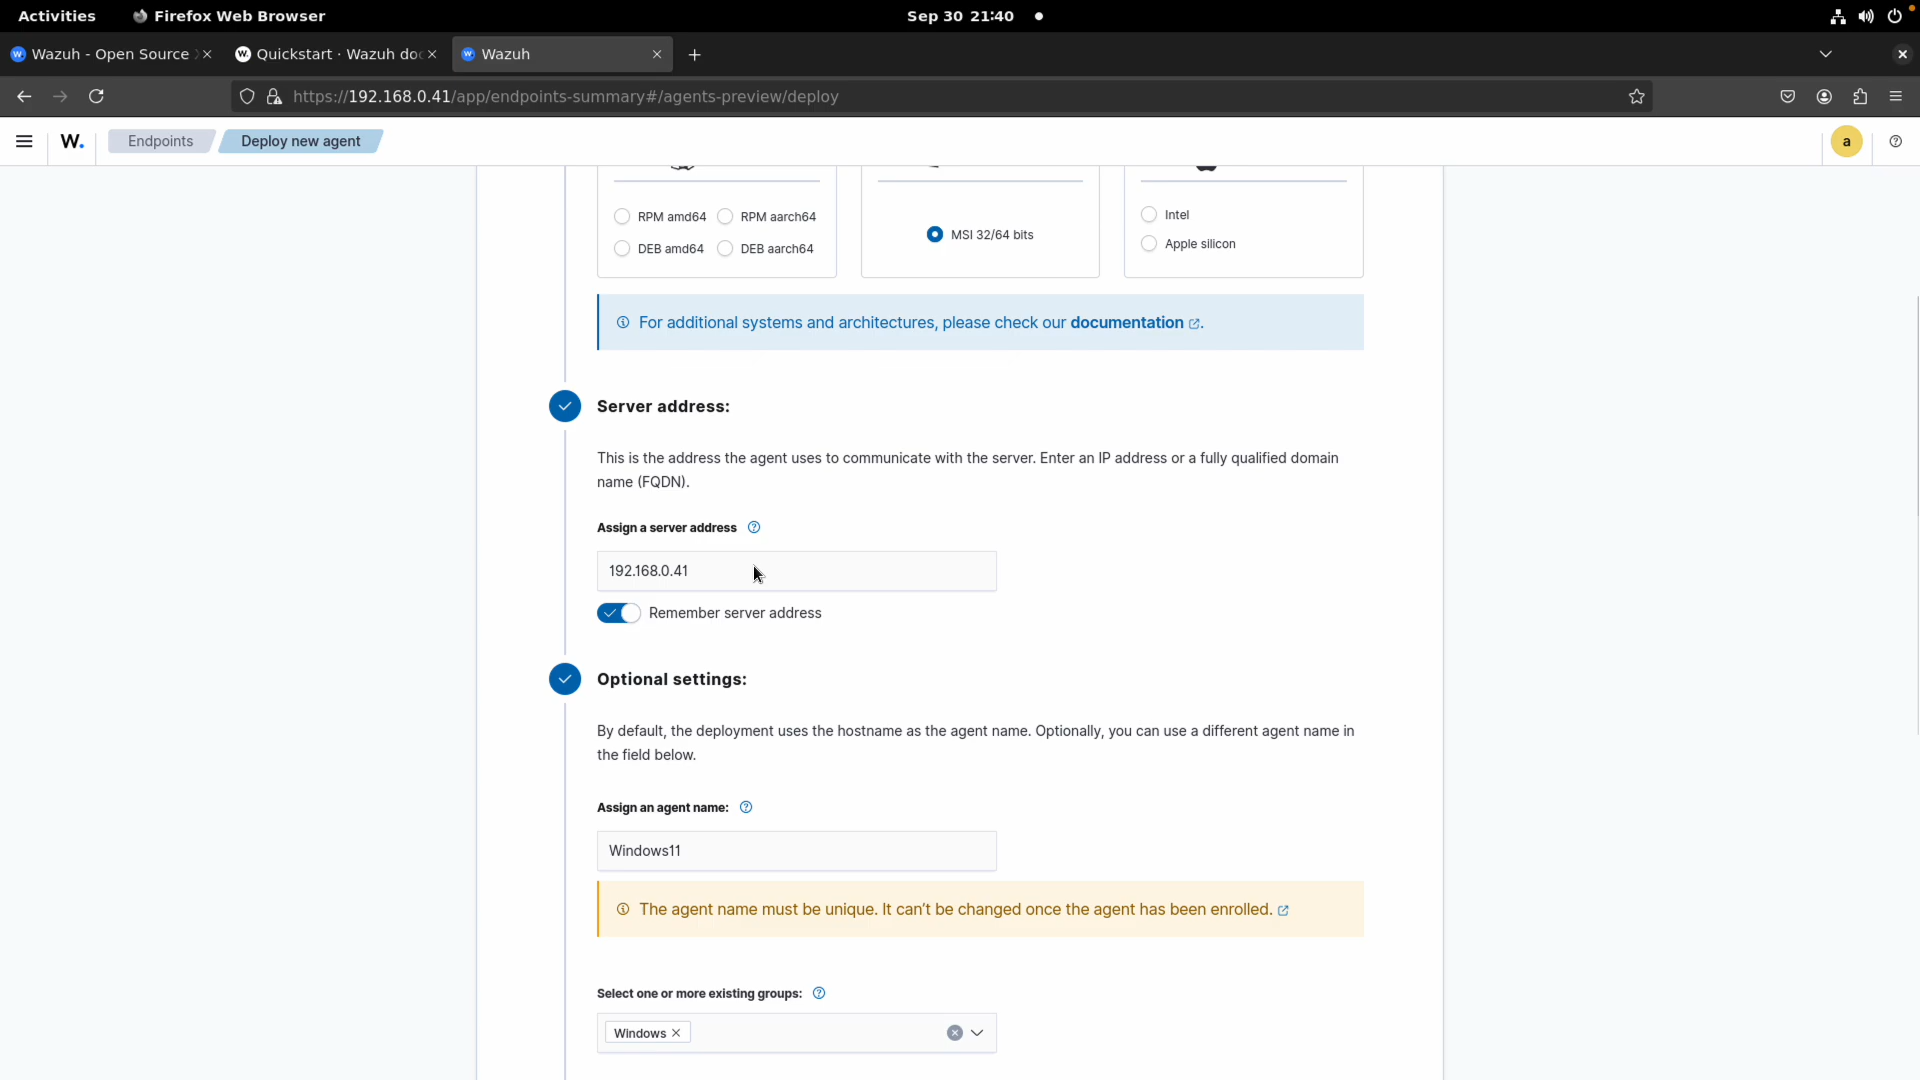 Activities Firefox Web Browser Sep 30 21:40
Wazuh - Open Source Quickstart · Wazuh doc Wazuh
https://192.168.0.41/app/endpoints-summary#/agents-preview/deploy
W. Endpoints Deploy new agent a
RPM amd64 RPM aarch64 MSI 32/64 bits Intel
DEB amd64 DEB aarch64 Apple silicon
For additional systems and architectures, please check our documentation.
Server address:
This is the address the agent uses to communicate with the server. Enter an IP address or a fully qualified domain
name (FQDN).
Assign a server address
192.168.0.41
Remember server address
Optional settings:
By default, the deployment uses the hostname as the agent name. Optionally, you can use a different agent name in
the field below.
Assign an agent name:
Windows11
The agent name must be unique. It can’t be changed once the agent has been enrolled.
Select one or more existing groups:
Windows